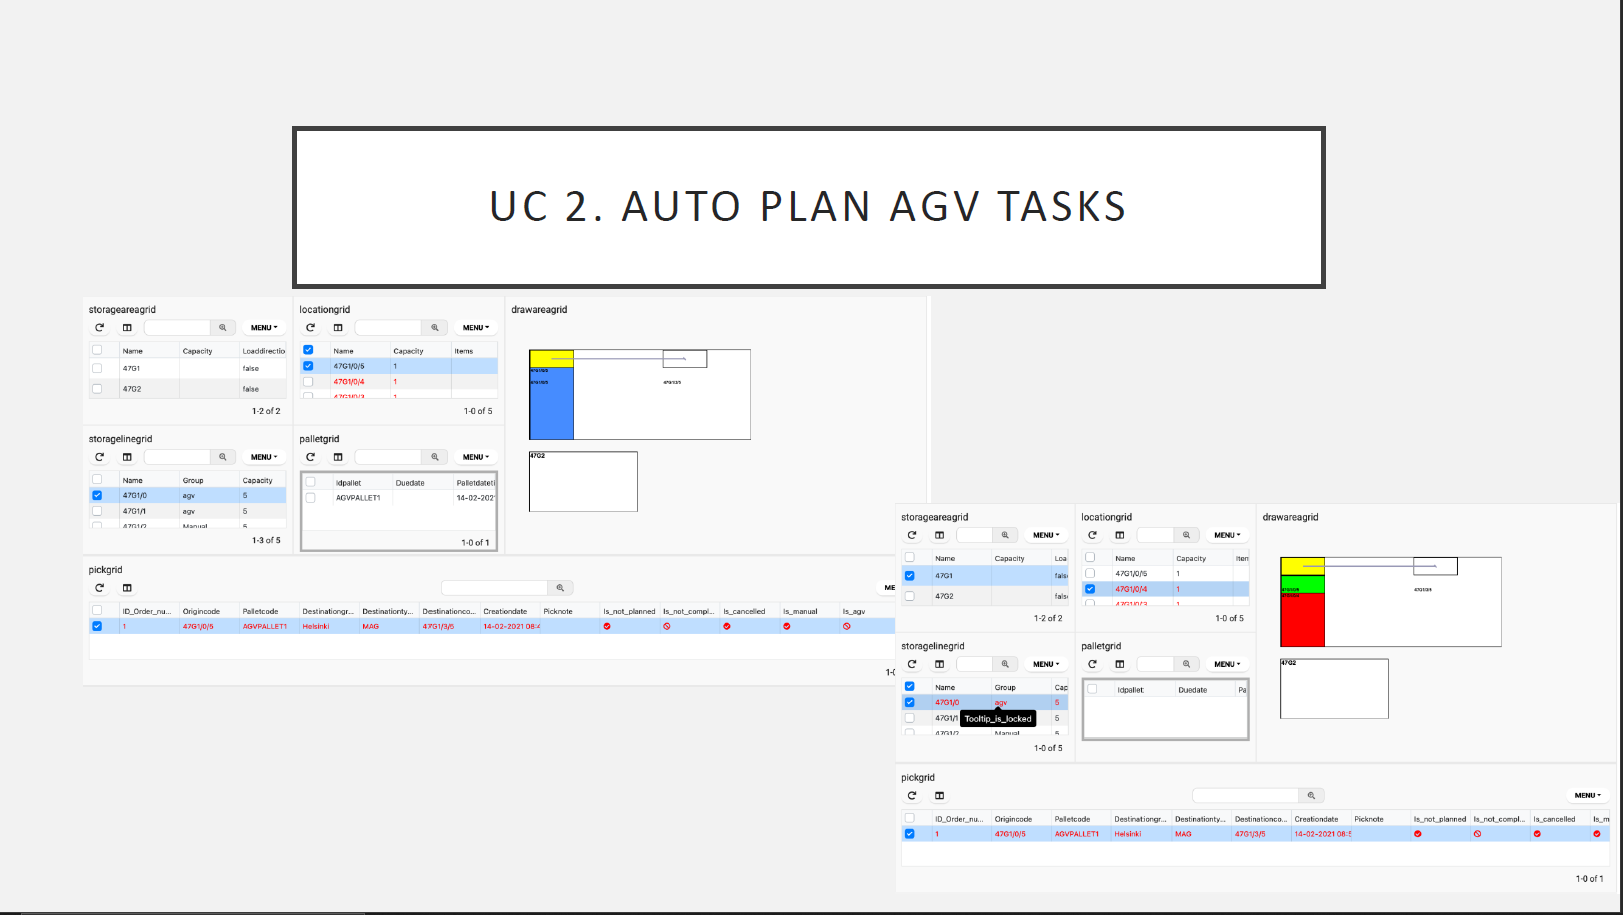 UC 2. AUTO PLAN AGV TASKS
storageareagrid
MENU
Name Capacity Loaddirectio
47G1 false
47G2 false
1-2 of 2
locationgrid
MENU
Name Capacity Items
47G1/0/5 1
47G1/0/4 1
47G1/0/3 1
1-0 of 5
drawareagrid
47G2
storagelinegrid
MENU
Name Group Capacity
47G1/0 agv 5
47G1/1 agv 5
47G1/2 Manual 5
1-3 of 5
palletgrid
MENU
Idpallet Duedate Palletdateti
AGVPALLET1 14-02-202
1-0 of 1
pickgrid
ME
ID_Order_nu... Origincode Palletcode Destinationgr... Destinationty... Destinationco... Creationdate Picknote Is_not_planned Is_not_compl... Is_cancelled Is_manual Is_agv
1 47G1/0/5 AGVPALLET1 Helsinki MAG 47G1/3/5 14-02-2021 08:4
1-0
storageareagrid
MENU
Name Capacity Loa
47G1 fals
47G2 fals
1-2 of 2
locationgrid
MENU
Name Capacity Iten
47G1/0/5 1
47G1/0/4 1
47G1/0/3 1
1-0 of 5
drawareagrid
47G2
storagelinegrid
MENU
Name Group Cap
47G1/0 agv 5
47G1/1 5
Tooltip_is_locked
47G1/2 Manual 5
1-0 of 5
palletgrid
MENU
Idpallet Duedate Pa
pickgrid
MENU
ID_Order_nu... Origincode Palletcode Destinationgr... Destinationty... Destinationco... Creationdate Picknote Is_not_planned Is_not_compl... Is_cancelled Is_m
1 47G1/0/5 AGVPALLET1 Helsinki MAG 47G1/3/5 14-02-2021 08:5
1-0 of 1